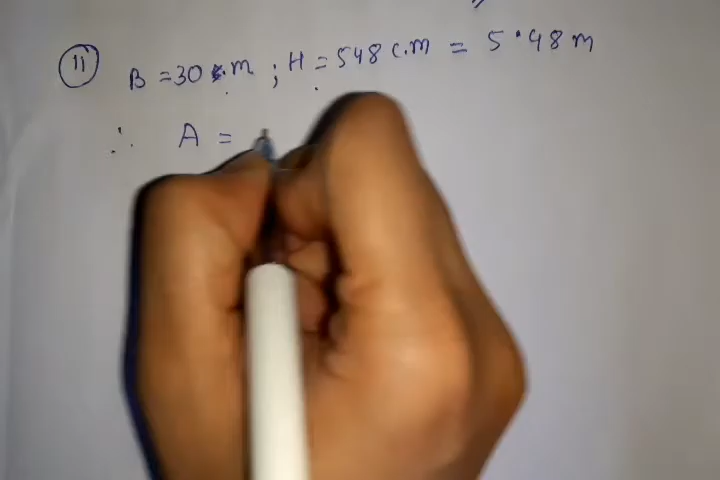 (11) B = 30 m ; H = 548 c.m = 5.48 m
∴ A =